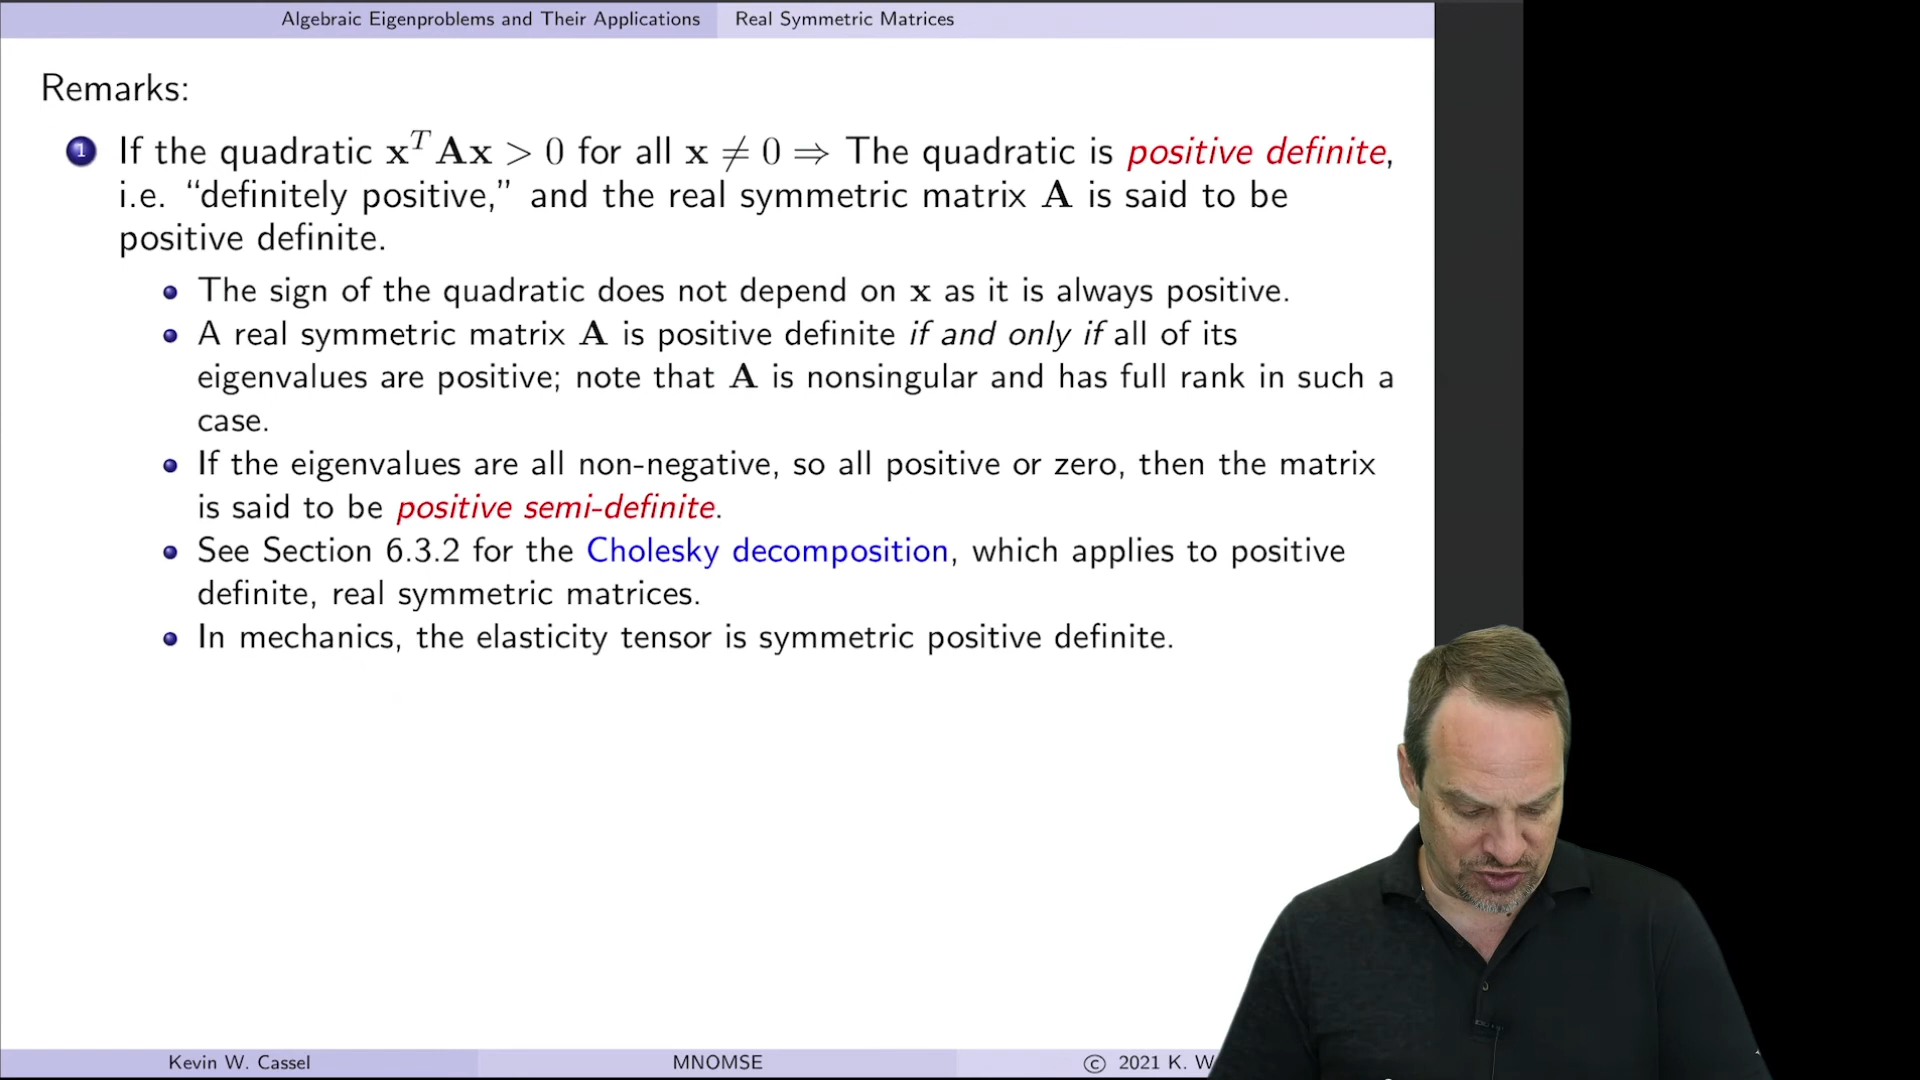 Algebraic Eigenproblems and Their Applications Real Symmetric Matrices
Remarks:
1 If the quadratic x^T Ax > 0 for all x ≠ 0 ⇒ The quadratic is positive definite,
i.e. “definitely positive,” and the real symmetric matrix A is said to be
positive definite.
The sign of the quadratic does not depend on x as it is always positive.
A real symmetric matrix A is positive definite if and only if all of its
eigenvalues are positive; note that A is nonsingular and has full rank in such a
case.
If the eigenvalues are all non-negative, so all positive or zero, then the matrix
is said to be positive semi-definite.
See Section 6.3.2 for the Cholesky decomposition, which applies to positive
definite, real symmetric matrices.
In mechanics, the elasticity tensor is symmetric positive definite.
Kevin W. Cassel MNOMSE © 2021 K. W